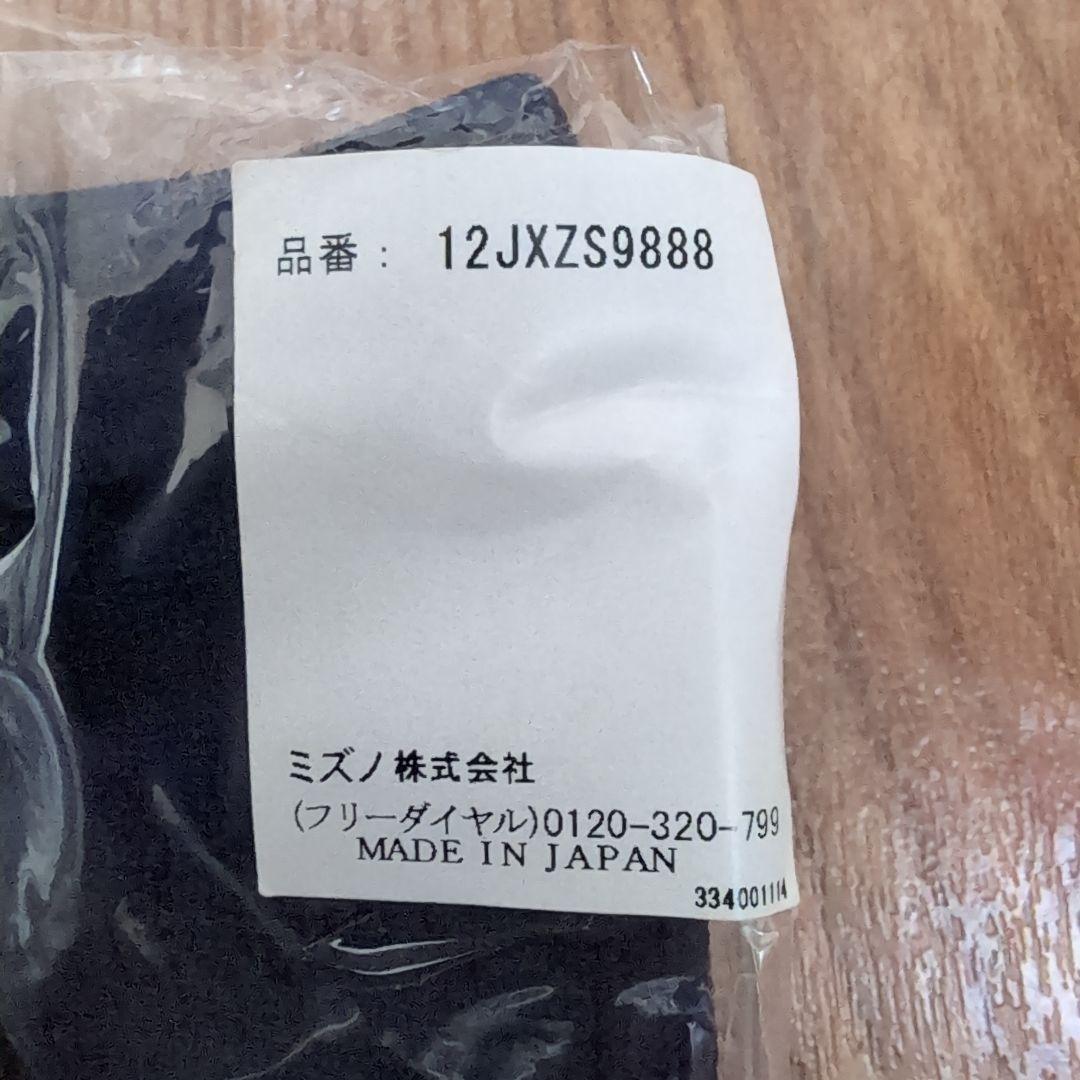 品番： 12JXZS9888
ミズノ株式会社
(フリーダイヤル)0120-320-799
MADE IN JAPAN
334001114